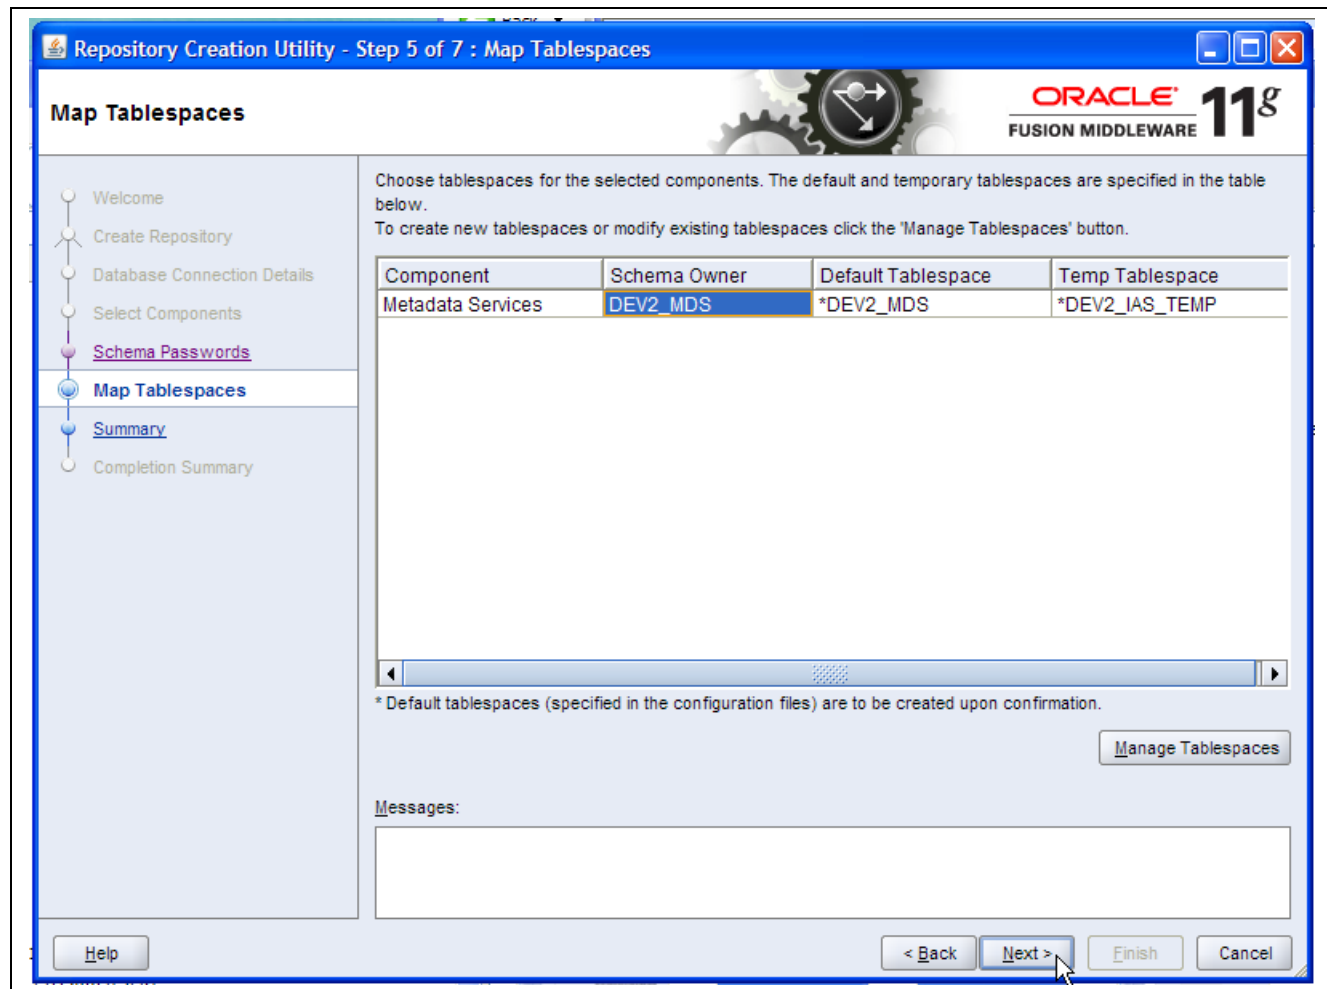 Repository Creation Utility - Step 5 of 7 : Map Tablespaces
Map Tablespaces
ORACLE
FUSION MIDDLEWARE
11g
Welcome
Create Repository
Database Connection Details
Select Components
Schema Passwords
Map Tablespaces
Summary
Completion Summary
Choose tablespaces for the selected components. The default and temporary tablespaces are specified in the table
below.
To create new tablespaces or modify existing tablespaces click the 'Manage Tablespaces' button.
Component Schema Owner Default Tablespace Temp Tablespace
Metadata Services DEV2_MDS *DEV2_MDS *DEV2_IAS_TEMP
* Default tablespaces (specified in the configuration files) are to be created upon confirmation.
Manage Tablespaces
Messages:
Help < Back Next > Finish Cancel